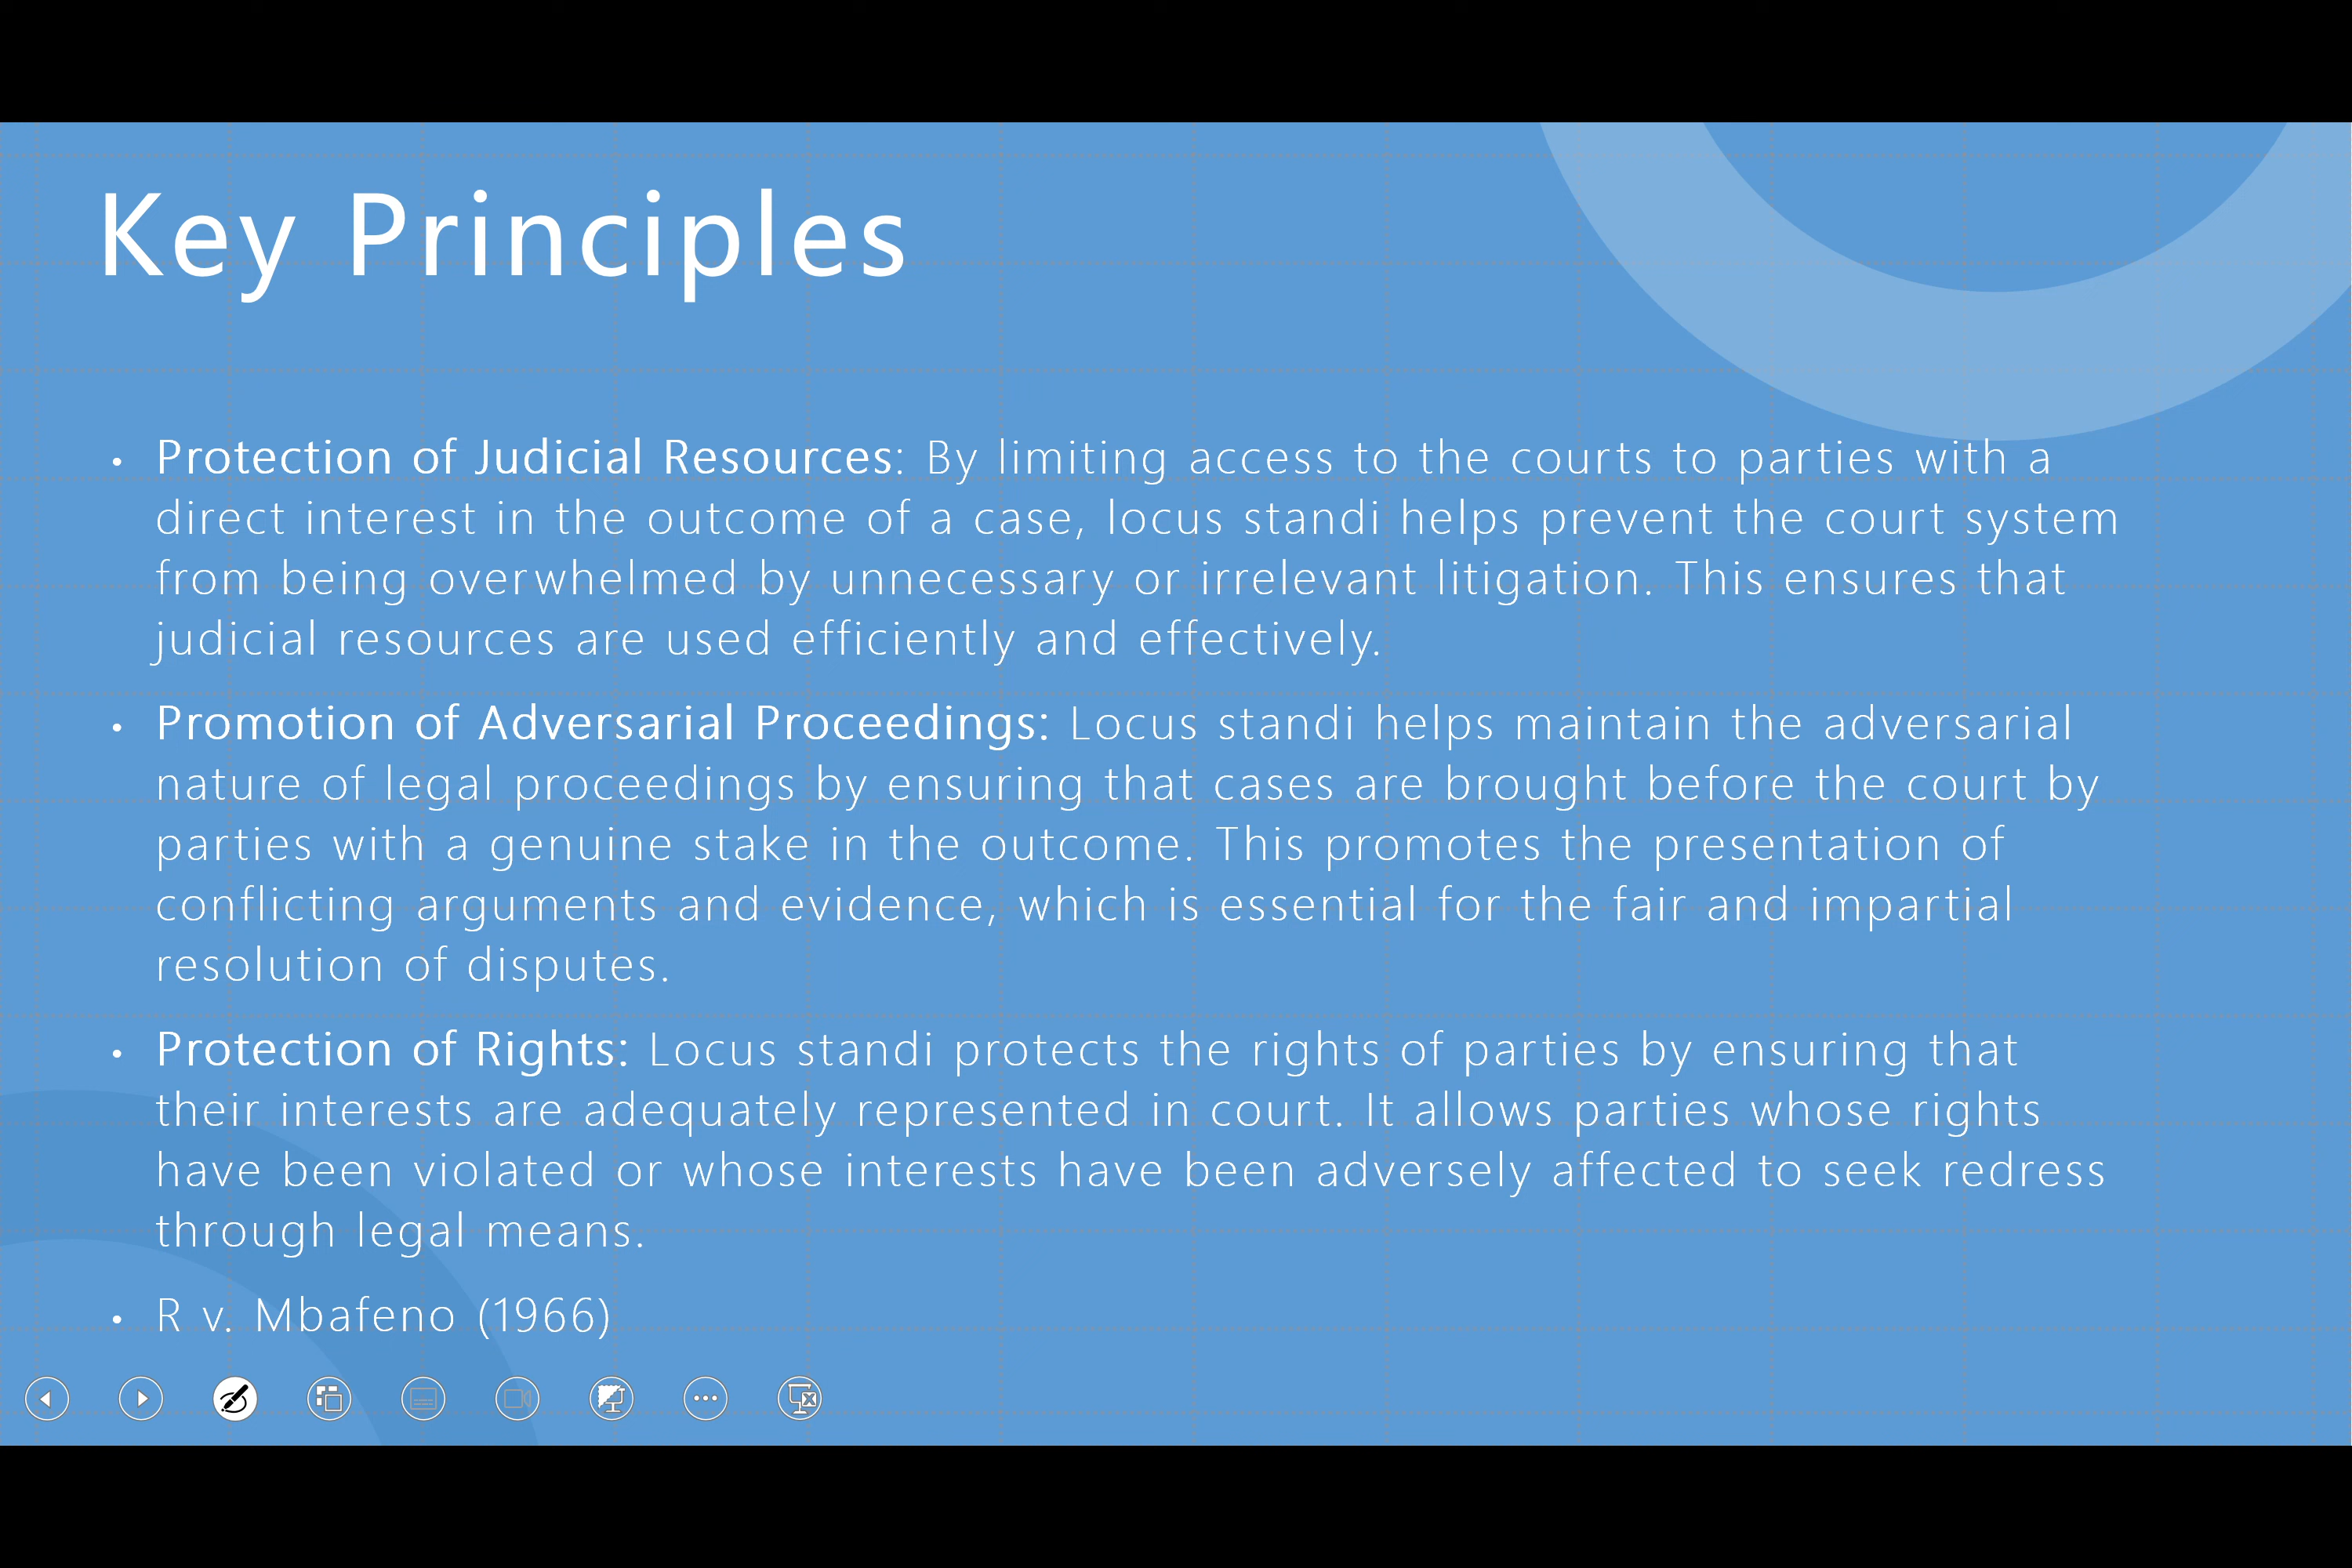 Key Principles
• Protection of Judicial Resources: By limiting access to the courts to parties with a
direct interest in the outcome of a case, locus standi helps prevent the court system
from being overwhelmed by unnecessary or irrelevant litigation. This ensures that
judicial resources are used efficiently and effectively.
• Promotion of Adversarial Proceedings: Locus standi helps maintain the adversarial
nature of legal proceedings by ensuring that cases are brought before the court by
parties with a genuine stake in the outcome. This promotes the presentation of
conflicting arguments and evidence, which is essential for the fair and impartial
resolution of disputes.
• Protection of Rights: Locus standi protects the rights of parties by ensuring that
their interests are adequately represented in court. It allows parties whose rights
have been violated or whose interests have been adversely affected to seek redress
through legal means.
• R v. Mbafeno (1966)